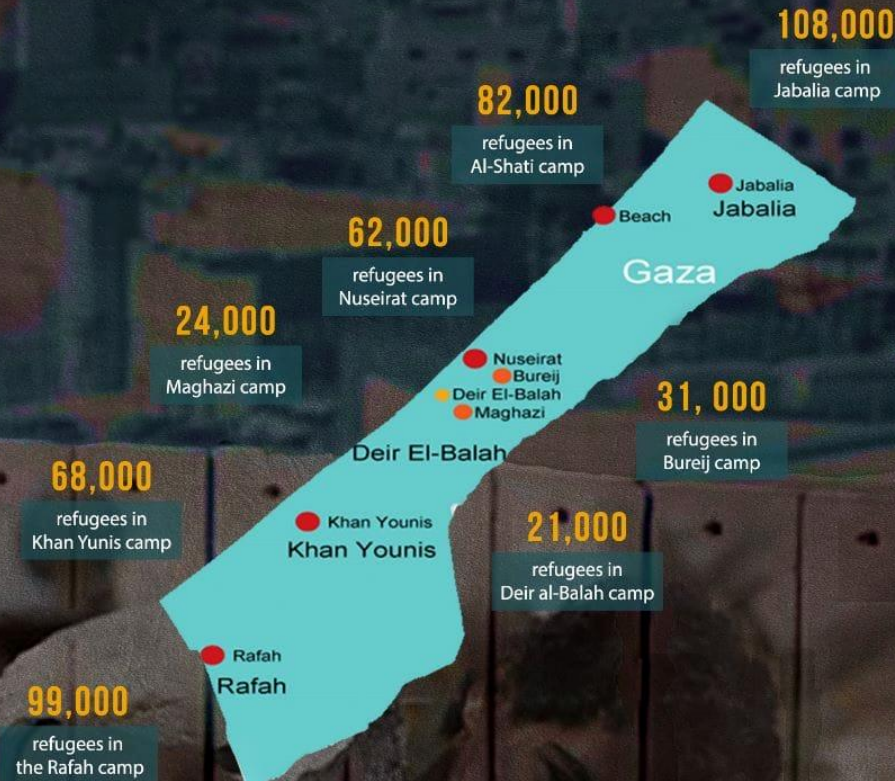 108,000
refugees in
Jabalia camp
82,000
refugees in
Al-Shati camp
Jabalia
Jabalia
Beach
62,000
refugees in
Nuseirat camp
Gaza
24,000
refugees in
Maghazi camp
Nuseirat
Bureij
Deir El-Balah
Maghazi
31, 000
refugees in
Bureij camp
Deir El-Balah
68,000
refugees in
Khan Yunis camp
Khan Younis
Khan Younis
21,000
refugees in
Deir al-Balah camp
Rafah
Rafah
99,000
refugees in
the Rafah camp